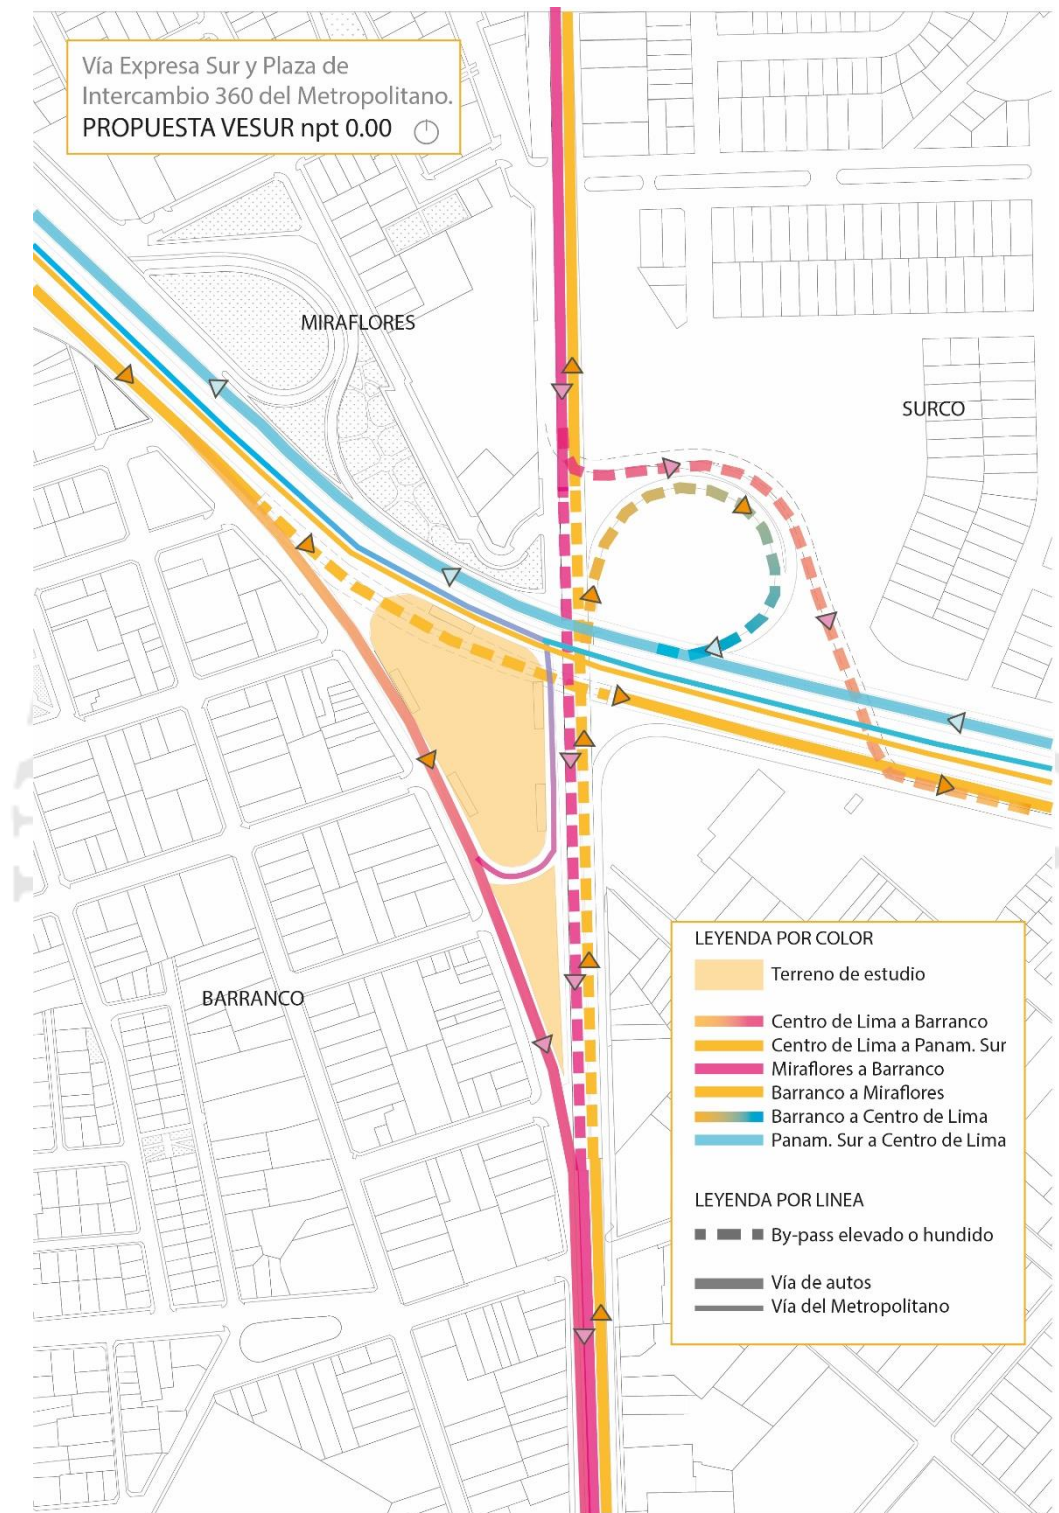 Vía Expresa Sur y Plaza de
Intercambio 360 del Metropolitano.
PROPUESTA VESUR npt 0.00
MIRAFLORES
SURCO
BARRANCO
LEYENDA POR COLOR
Terreno de estudio
Centro de Lima a Barranco
Centro de Lima a Panam. Sur
Miraflores a Barranco
Barranco a Miraflores
Barranco a Centro de Lima
Panam. Sur a Centro de Lima
LEYENDA POR LINEA
By-pass elevado o hundido
Vía de autos
Vía del Metropolitano